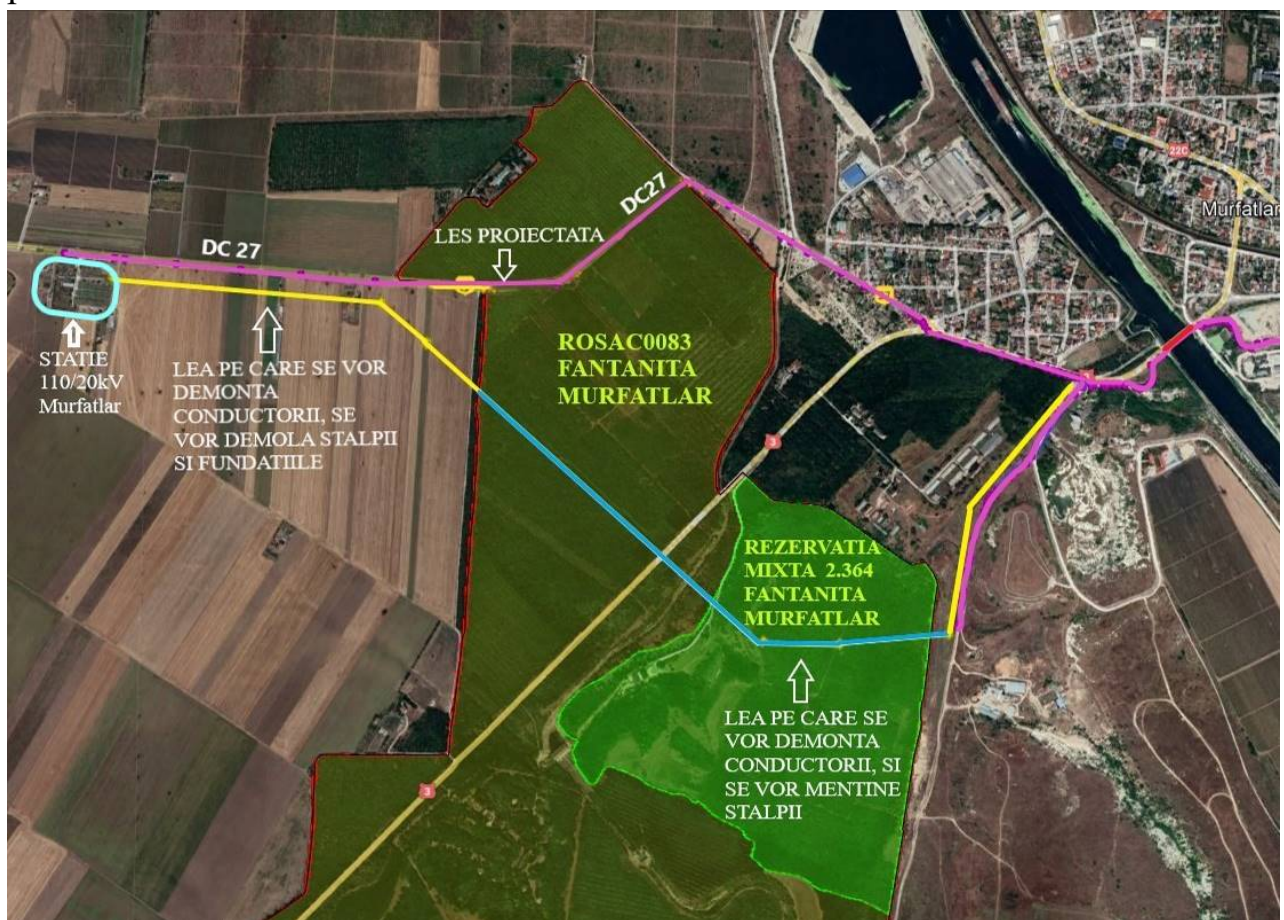 22C
Murfatlar
DC27
LES PROIECTATA
DC 27
STATIE
110/20kV
Murfatlar
LEA PE CARE SE VOR
DEMONTA
CONDUCTORII, SE
VOR DEMOLA STALPII
SI FUNDATIILE
ROSAC0083
FANTANITA
MURFATLAR
3
REZERVATIA
MIXTA 2.364
FANTANITA
MURFATLAR
LEA PE CARE SE
VOR DEMONTA
CONDUCTORII, SI
SE VOR MENTINE
STALPII
3